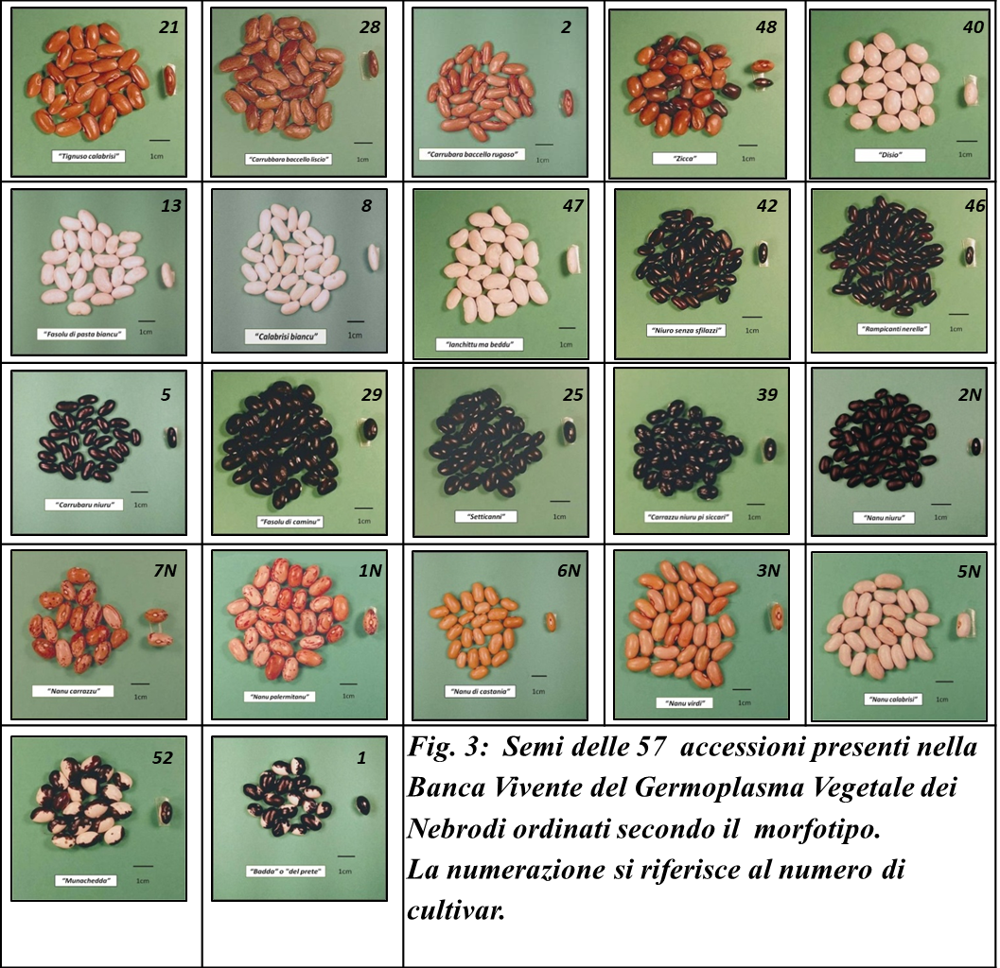 21
"Tignuso calabrisi"
1cm
28
"Carrubbara baccello liscio"
1cm
2
"Carrubara baccello rugoso"
1cm
48
"Zicca"
1cm
40
"Disio"
1cm
13
"Fasolu di pasta biancu"
1cm
8
"Calabrisi biancu"
1cm
47
"Ianchittu ma beddu"
1cm
42
"Niuro senza sfilazzi"
1cm
46
"Rampicanti nerella"
1cm
5
"Carrubaru niuru"
1cm
29
"Fasolu di caminu"
1cm
25
"Setticanni"
1cm
39
"Carrazzu niuru pi siccari"
1cm
2N
"Nanu niuru"
1cm
7N
"Nanu carrazzu"
1cm
1N
"Nanu palermitanu"
1cm
6N
"Nanu di castania"
1cm
3N
"Nanu virdi"
1cm
5N
"Nanu calabrisi"
1cm
52
"Munachedda"
1cm
1
"Badda" o "del prete"
1cm
Fig. 3: Semi delle 57 accessioni presenti nella
Banca Vivente del Germoplasma Vegetale dei
Nebrodi ordinati secondo il morfotipo.
La numerazione si riferisce al numero di
cultivar.